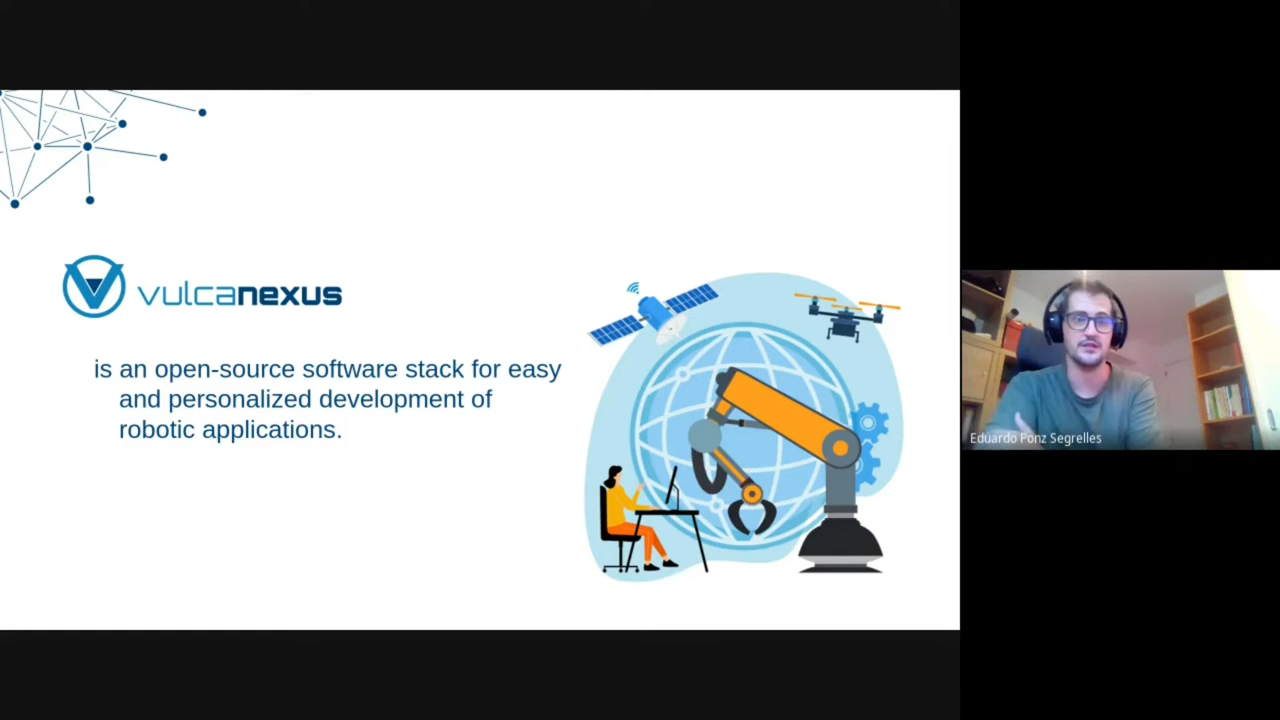 vulcanexus
is an open-source software stack for easy
and personalized development of
robotic applications.
Eduardo Ponz Segrelles